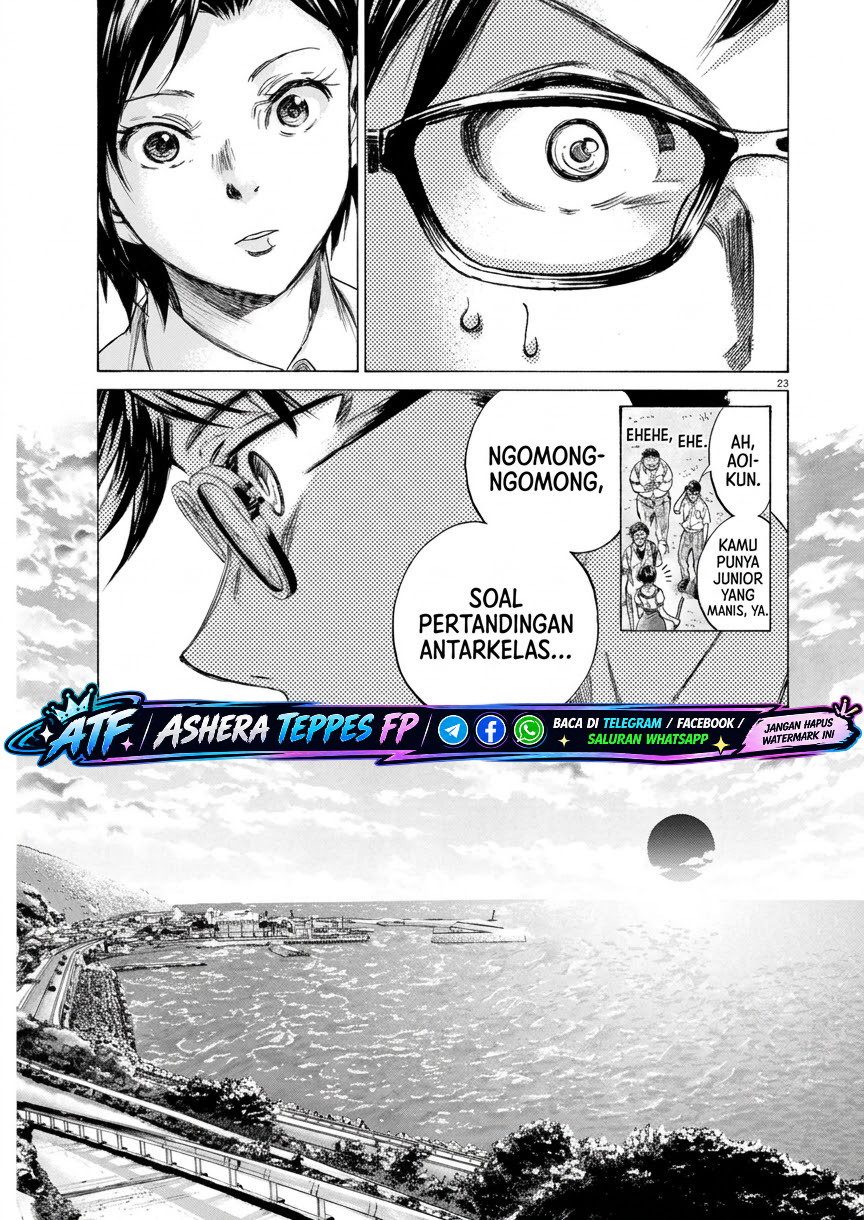 23
AH,
AOI-
KUN.
KAMU
PUNYA
JUNIOR
YANG
MANIS, YA.
EHEHE, EHE.
NGOMONG-
NGOMONG,
SOAL
PERTANDINGAN
ANTARKELAS...
ATF
ASHERA TEPPES FP
BACA DI TELEGRAM / FACEBOOK /
SALURAN WHATSAPP
JANGAN HAPUS
WATERMARK INI